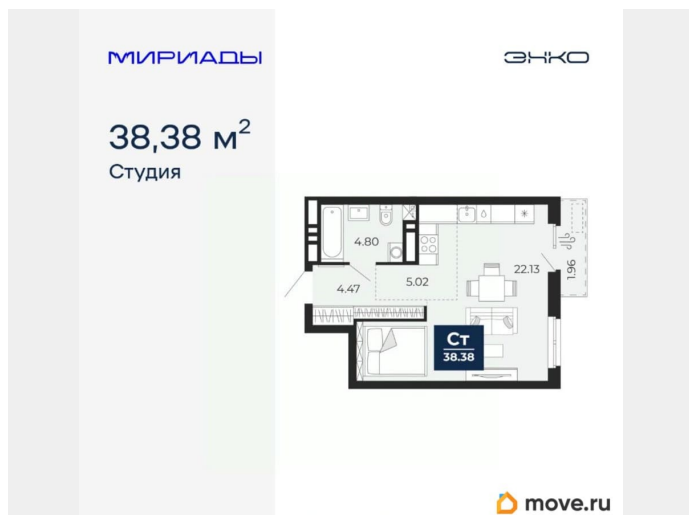 МИРИАДЫ
ЭНКО
38,38 м²
Студия
4.80
22.13
1.96
5.02
4.47
Ст
38.38
move.ru